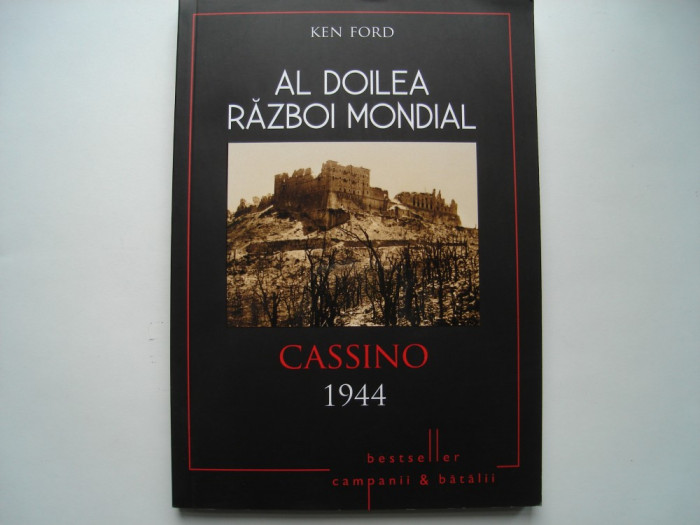 KEN FORD
AL DOILEA
RĂZBOI MONDIAL
CASSINO
1944
bestseller
campanii & bătălii